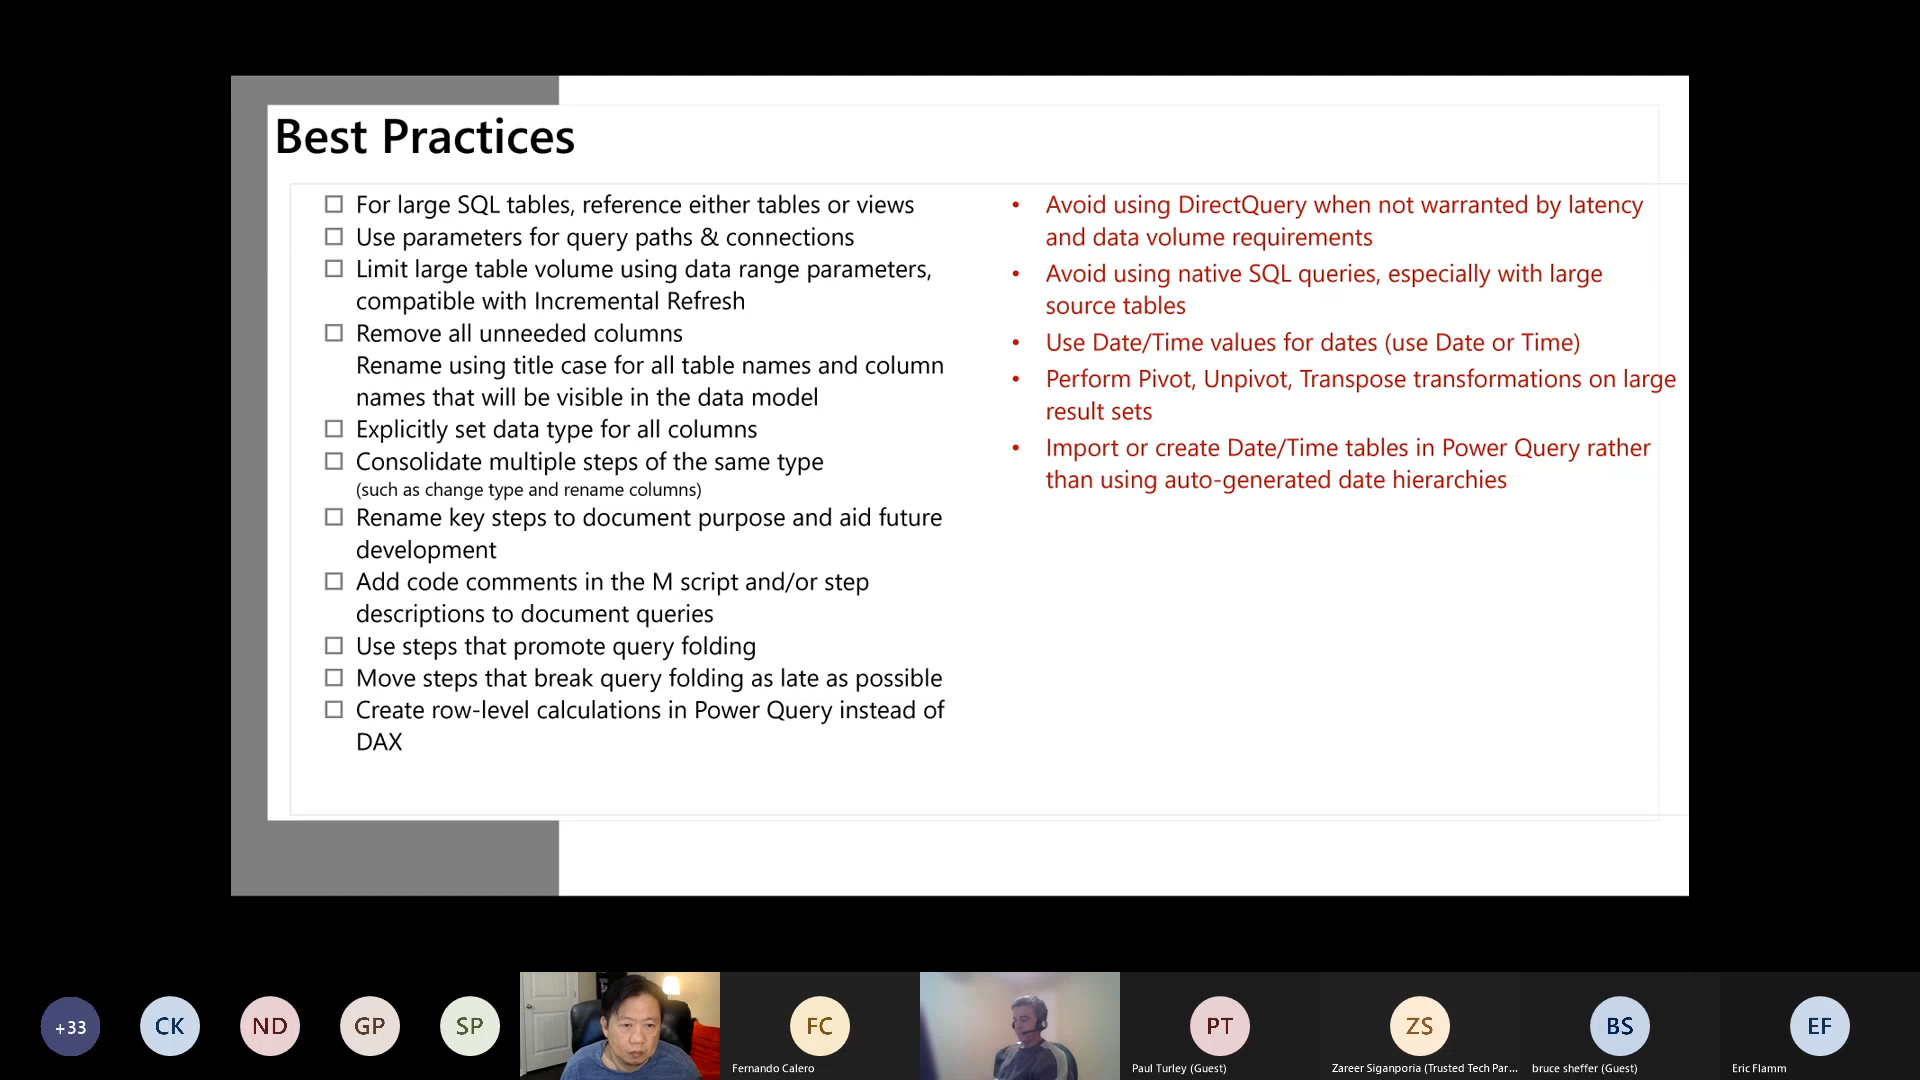 Best Practices
For large SQL tables, reference either tables or views
Use parameters for query paths & connections
Limit large table volume using data range parameters,
compatible with Incremental Refresh
Remove all unneeded columns
Rename using title case for all table names and column
names that will be visible in the data model
Explicitly set data type for all columns
Consolidate multiple steps of the same type
(such as change type and rename columns)
Rename key steps to document purpose and aid future
development
Add code comments in the M script and/or step
descriptions to document queries
Use steps that promote query folding
Move steps that break query folding as late as possible
Create row-level calculations in Power Query instead of
DAX
• Avoid using DirectQuery when not warranted by latency
and data volume requirements
• Avoid using native SQL queries, especially with large
source tables
• Use Date/Time values for dates (use Date or Time)
• Perform Pivot, Unpivot, Transpose transformations on large
result sets
• Import or create Date/Time tables in Power Query rather
than using auto-generated date hierarchies
+33
CK
ND
GP
SP
FC
Fernando Calero
PT
Paul Turley (Guest)
ZS
Zareer Siganporia (Trusted Tech Par...
BS
bruce sheffer (Guest)
EF
Eric Flamm